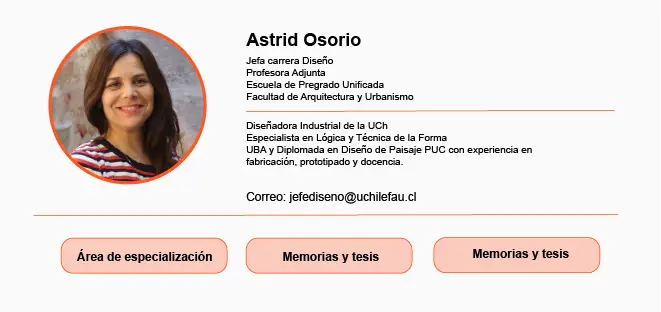 Astrid Osorio
Jefa carrera Diseño
Profesora Adjunta
Escuela de Pregrado Unificada
Facultad de Arquitectura y Urbanismo
Diseñadora Industrial de la UCh
Especialista en Lógica y Técnica de la Forma
UBA y Diplomada en Diseño de Paisaje PUC con experiencia en
fabricación, prototipado y docencia.
Correo: jefediseno@uchilefau.cl
Área de especialización
Memorias y tesis
Memorias y tesis